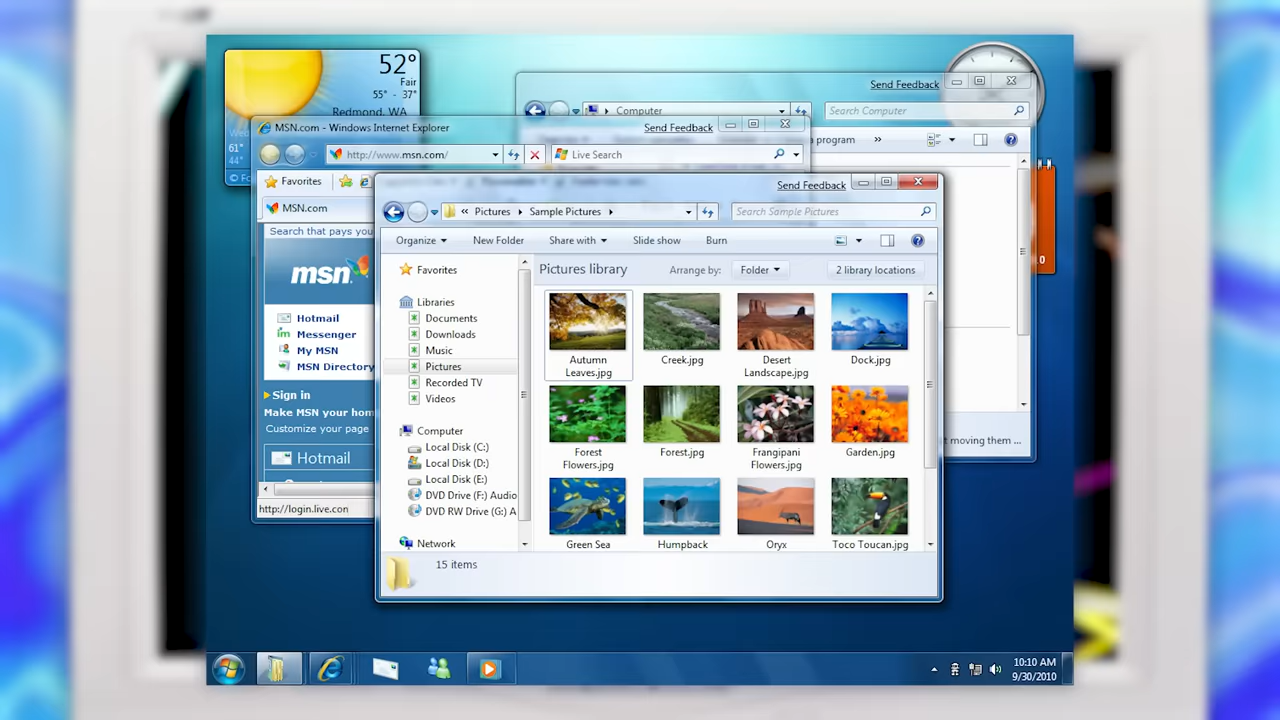 52°
Fair
55° - 37°
Redmond, WA
61°
44°
Send Feedback
Computer
Search Computer
a program
»
t moving them ...
MSN.com - Windows Internet Explorer
Send Feedback
http://www.msn.com/
Live Search
Favorites
MSN.com
Search that pays you
msn
Hotmail
Messenger
My MSN
MSN Directory
Sign in
Make MSN your hom
Customize your page
Hotmail
http://login.live.con
Send Feedback
« Pictures Sample Pictures
Search Sample Pictures
Organize New Folder Share with Slide show Burn
Favorites
Libraries
Documents
Downloads
Music
Pictures
Recorded TV
Videos
Computer
Local Disk (C:)
Local Disk (D:)
Local Disk (E:)
DVD Drive (F:) Audio
DVD RW Drive (G:) A
Network
Pictures library
Arrange by: Folder
2 library locations
Autumn
Leaves.jpg
Creek.jpg
Desert
Landscape.jpg
Dock.jpg
Forest
Flowers.jpg
Forest.jpg
Frangipani
Flowers.jpg
Garden.jpg
Green Sea
Humpback
Oryx
Toco Toucan.jpg
15 items
10:10 AM
9/30/2010